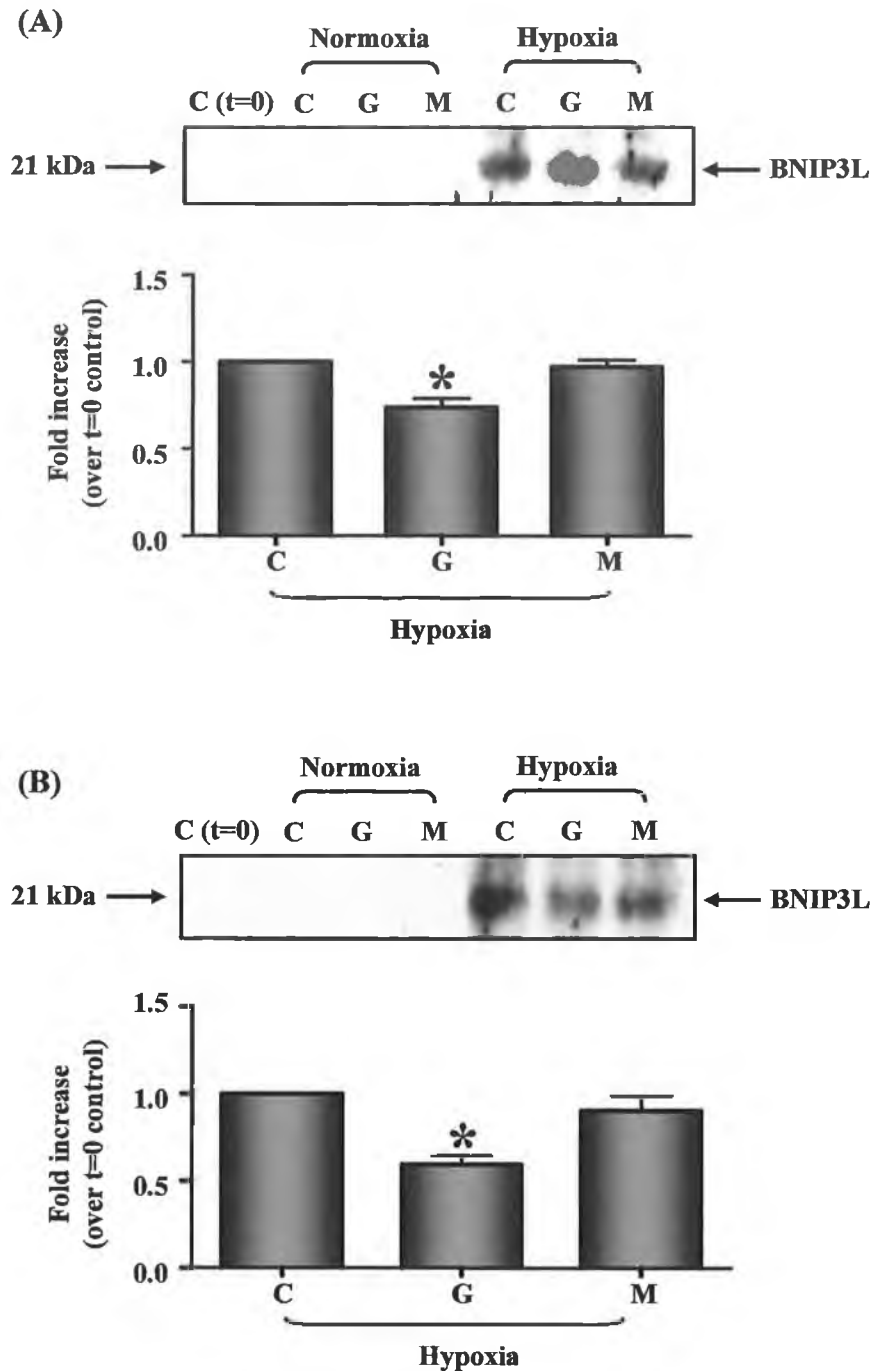 (A)
Normoxia Hypoxia
C (t=0) C G M C G M
21 kDa BNIP3L
Fold increase
(over t=0 control)
1.5
1.0
0.5
0.0
*
C G M
Hypoxia
(B)
Normoxia Hypoxia
C (t=0) C G M C G M
21 kDa BNIP3L
Fold increase
(over t=0 control)
1.5
1.0
0.5
0.0
*
C G M
Hypoxia